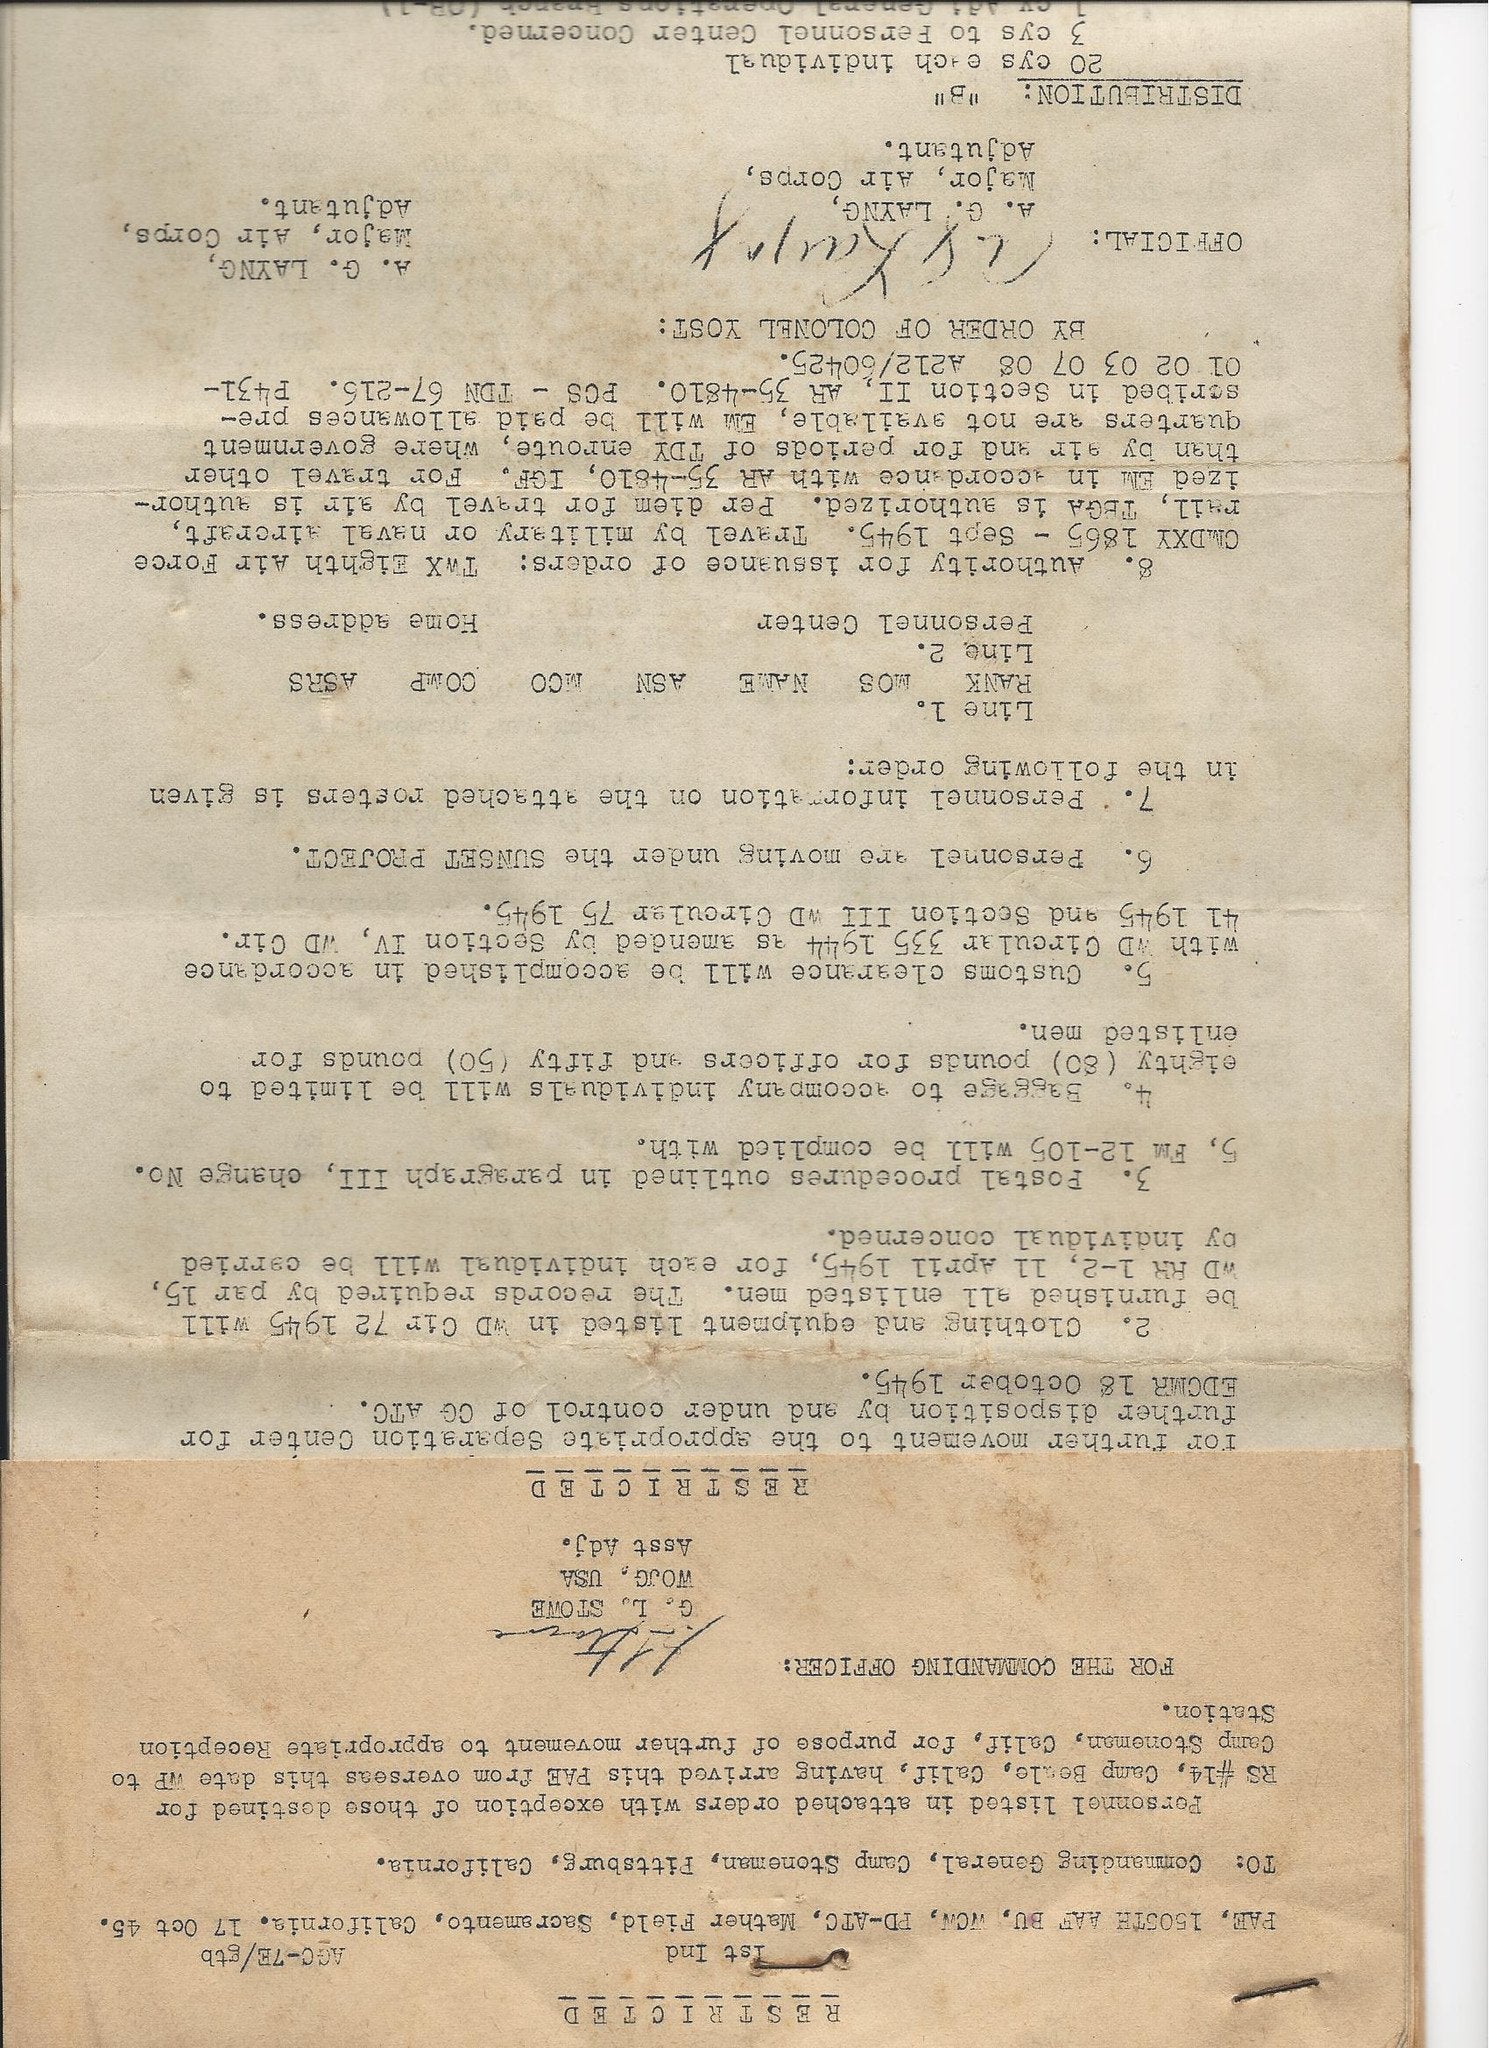 R E S T R I C T E D
1st Ind AGC-7E/gtb
PAE, 1505TH AAF BU, WCW, PD-ATC, Mather Field, Sacramento, California. 17 Oct 45.
TO: Commanding General, Camp Stoneman, Pittsburg, California.
Personnel listed in attached orders with exception of those destined for
RS #14, Camp Beale, Calif, having arrived this PAE from overseas this date WP to
Camp Stoneman, Calif, for purpose of further movement to appropriate Reception
Station.
FOR THE COMMANDING OFFICER:
G. L. STOWE
WOJG, USA
Asst Adj.
R E S T R I C T E D
for further movement to the appropriate Separation Center for
further disposition by and under control of CG ATC.
EDCMR 18 October 1945.
2. Clothing and equipment listed in WD Cir 72 1945 will
be furnished all enlisted men. The records required by par 15,
WD RR 1-2, 11 April 1945, for each individual will be carried
by individual concerned.
3. Postal procedures outlined in paragraph III, change No.
5, FM 12-105 will be complied with.
4. Baggage to accompany individuals will be limited to
eighty (80) pounds for officers and fifty (50) pounds for
enlisted men.
5. Customs clearance will be accomplished in accordance
with WD Circular 335 1944 as amended by Section IV, WD Cir.
41 1945 and Section III WD Circular 75 1945.
6. Personnel are moving under the SUNSET PROJECT.
7. Personnel information on the attached rosters is given
in the following order:
Line 1.
RANK MOS NAME ASN MCO COMP ASRS
Line 2.
Personnel Center Home address.
8. Authority for issuance of orders: TWX Eighth Air Force
CMDXY 1865 - Sept 1945. Travel by military or naval aircraft,
rail, TBGA is authorized. Per diem for travel by air is author-
ized EM in accordance with AR 35-4810, IGF. For travel other
than by air and for periods of TDY enroute, where government
quarters are not available, EM will be paid allowances pre-
scribed in Section II, AR 35-4810. PCS - TDN 67-216. P431-
01 02 03 07 08 A212/60425.
BY ORDER OF COLONEL YOST:
OFFICIAL: A G Layng
A. G. LAYNG, A. G. LAYNG,
Major, Air Corps, Major, Air Corps,
Adjutant. Adjutant.
DISTRIBUTION: "B"
20 cys each individual
3 cys to Personnel Center Concerned.
1 cy Adj General Operations Branch (OB-1)